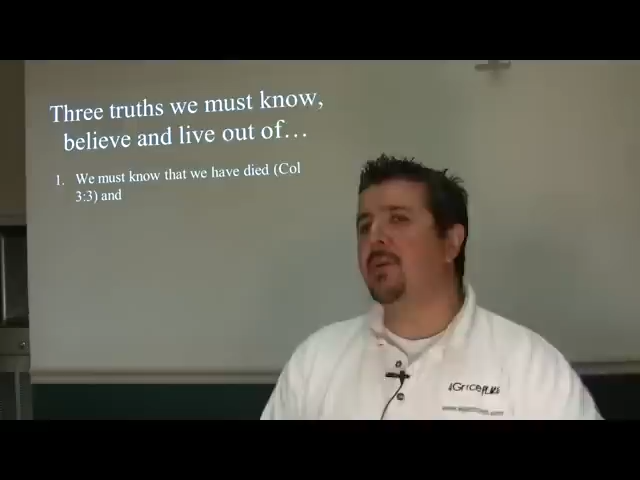 Three truths we must know,
believe and live out of…
1. We must know that we have died (Col
3:3) and